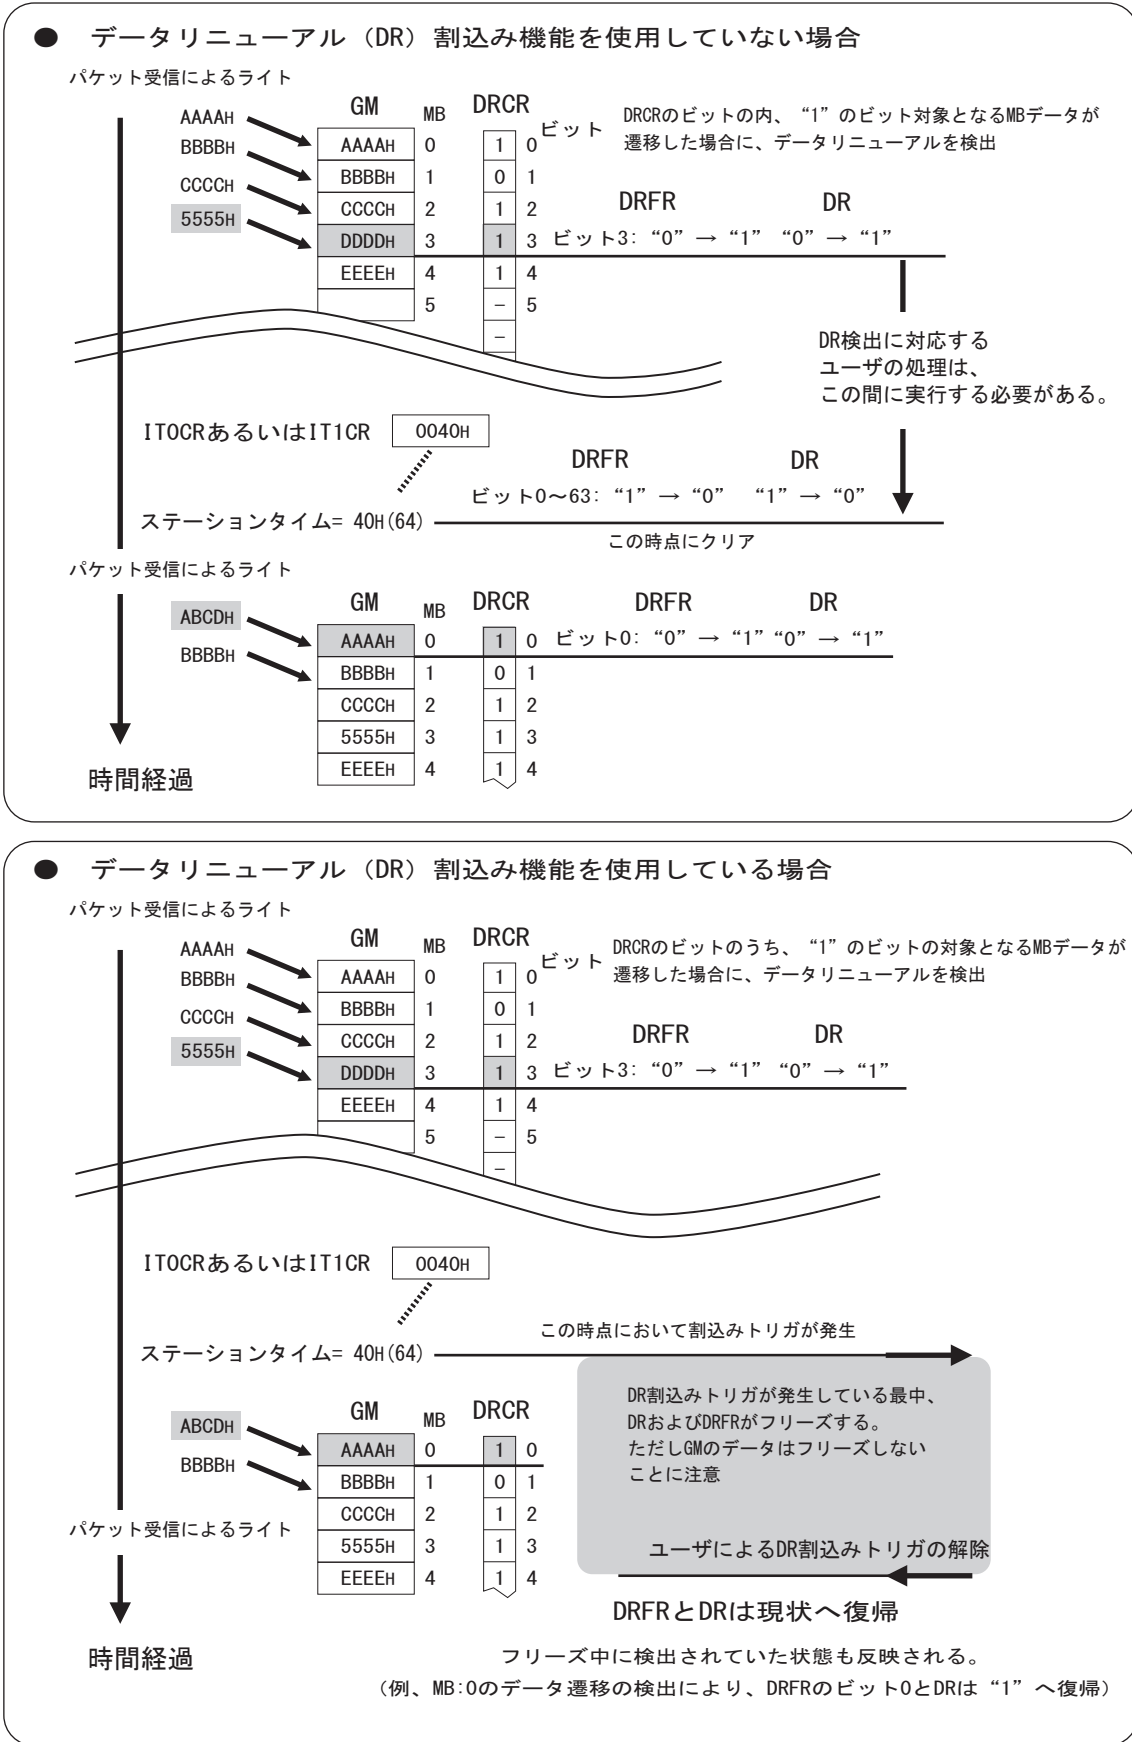 ● データリニューアル（DR）割込み機能を使用していない場合
パケット受信によるライト
GM MB DRCR ビット
DRCRのビットの内、“1”のビット対象となるMBデータが
遷移した場合に、データリニューアルを検出
AAAAH AAAAH 0 1 0
BBBBH BBBBH 1 0 1
CCCCH CCCCH 2 1 2
DRFR DR
5555H DDDDH 3 1 3 ビット3: “0” → “1” “0” → “1”
EEEEH 4 1 4
5 － 5
－
DR検出に対応する
ユーザの処理は、
この間に実行する必要がある。
IT0CRあるいはIT1CR 0040H
DRFR DR
ビット0～63: “1” → “0” “1” → “0”
ステーションタイム= 40H(64)
この時点にクリア
パケット受信によるライト
GM MB DRCR DRFR DR
ABCDH AAAAH 0 1 0 ビット0: “0” → “1” “0” → “1”
BBBBH BBBBH 1 0 1
CCCCH 2 1 2
5555H 3 1 3
EEEEH 4 1 4
時間経過
● データリニューアル（DR）割込み機能を使用している場合
パケット受信によるライト
GM MB DRCR ビット
DRCRのビットのうち、“1”のビットの対象となるMBデータが
遷移した場合に、データリニューアルを検出
AAAAH AAAAH 0 1 0
BBBBH BBBBH 1 0 1
CCCCH CCCCH 2 1 2
DRFR DR
5555H DDDDH 3 1 3 ビット3: “0” → “1” “0” → “1”
EEEEH 4 1 4
5 － 5
－
IT0CRあるいはIT1CR 0040H
この時点において割込みトリガが発生
ステーションタイム= 40H(64)
DR割込みトリガが発生している最中、
DRおよびDRFRがフリーズする。
ただしGMのデータはフリーズしない
ことに注意
GM MB DRCR
ABCDH AAAAH 0 1 0
BBBBH BBBBH 1 0 1
CCCCH 2 1 2
パケット受信によるライト
5555H 3 1 3
EEEEH 4 1 4
ユーザによるDR割込みトリガの解除
DRFRとDRは現状へ復帰
時間経過
フリーズ中に検出されていた状態も反映される。
（例、MB:0のデータ遷移の検出により、DRFRのビット0とDRは“1”へ復帰）